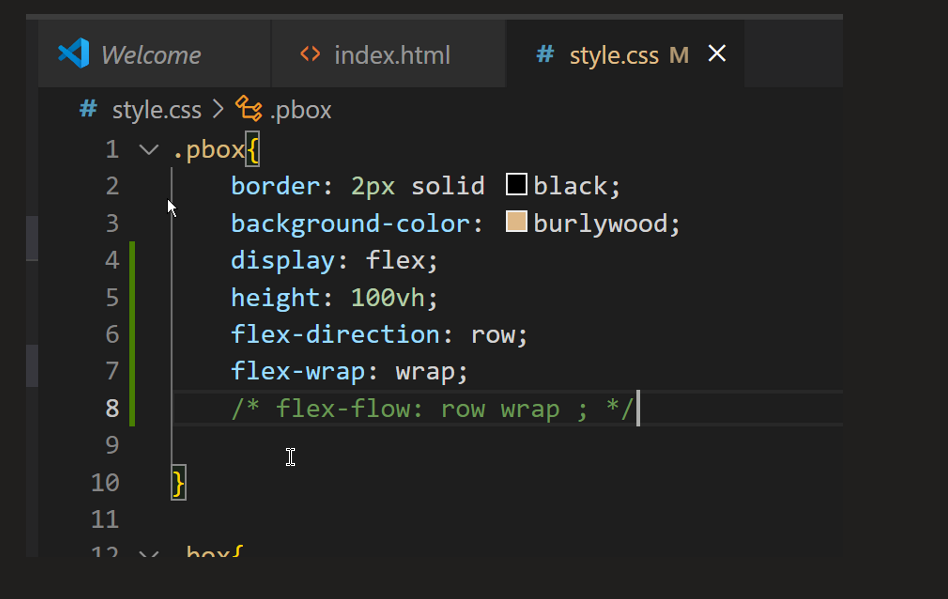 Welcome index.html # style.css M
# style.css > .pbox
1 .pbox{
2 border: 2px solid black;
3 background-color: burlywood;
4 display: flex;
5 height: 100vh;
6 flex-direction: row;
7 flex-wrap: wrap;
8 /* flex-flow: row wrap ; */
9
10 }
11
12 .box{